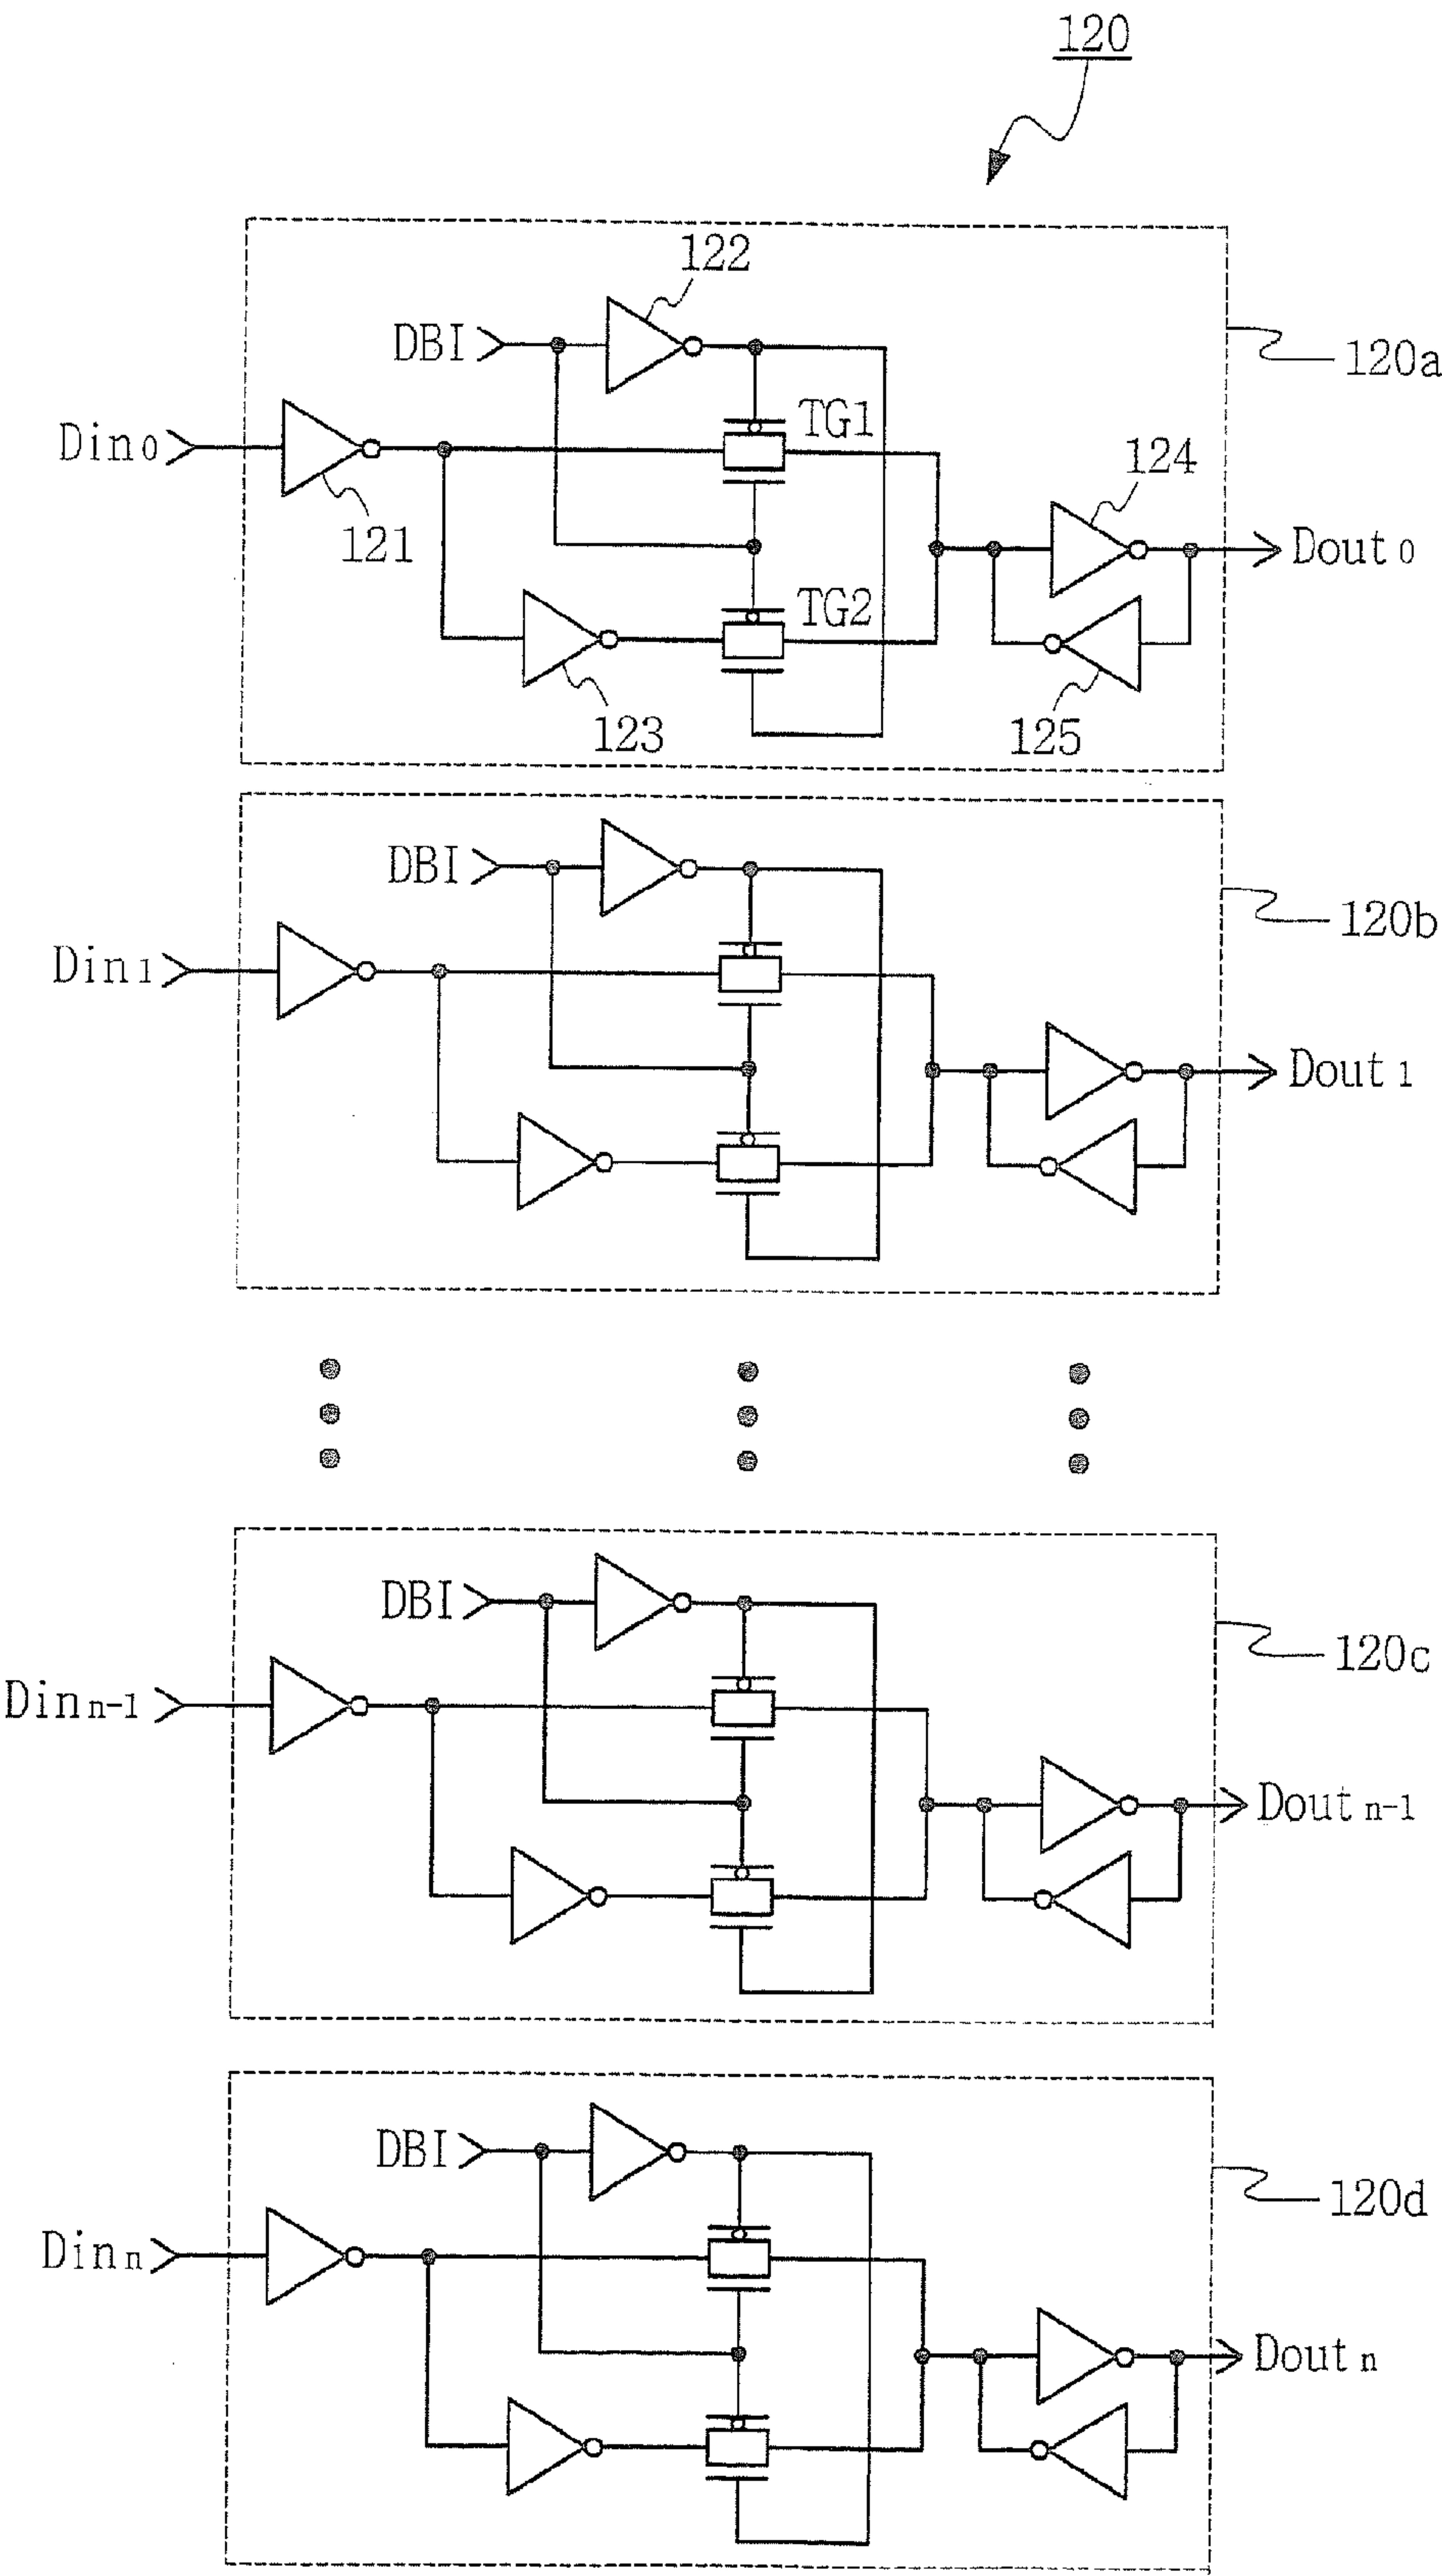 120
122
DBI
120a
TG1
Din0
124
121
Dout0
TG2
123
125
DBI
120b
Din1
Dout1
DBI
120c
Dinn-1
Doutn-1
DBI
120d
Dinn
Doutn